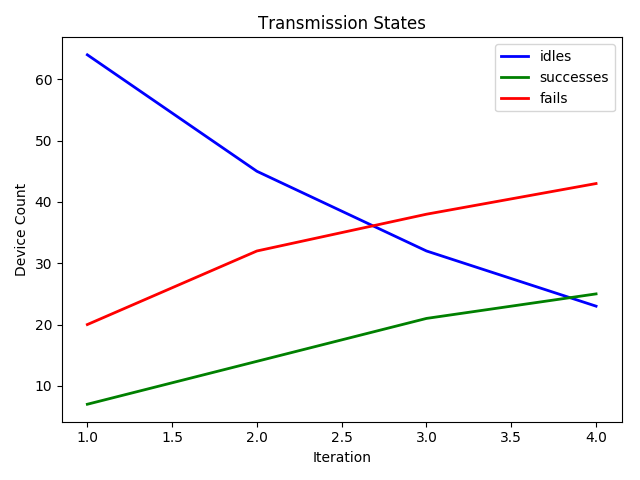 Transmission States
idles
successes
fails
Device Count
60
50
40
30
20
10
1.0 1.5 2.0 2.5 3.0 3.5 4.0
Iteration